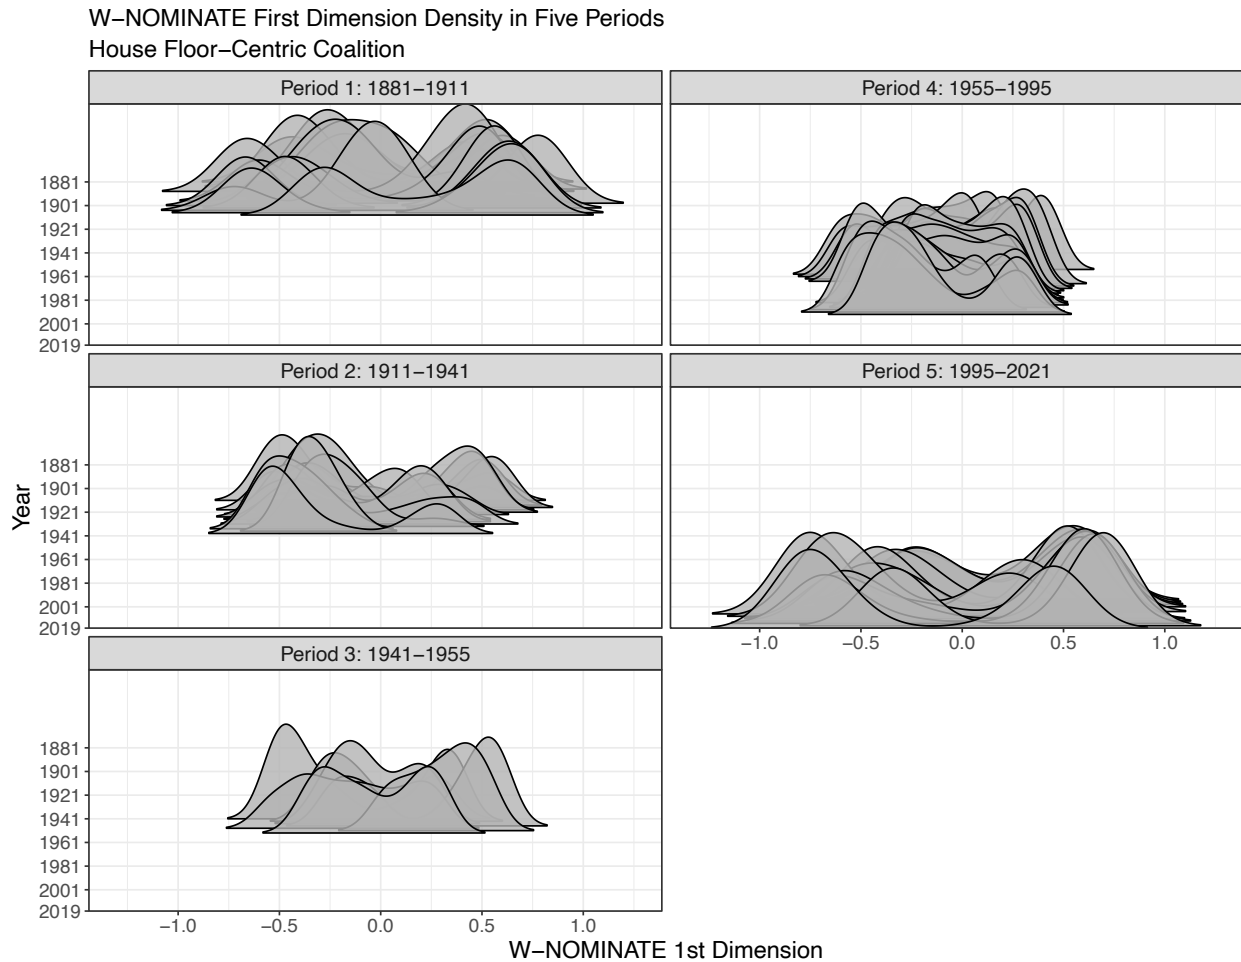 W−NOMINATE First Dimension Density in Five Periods
House Floor−Centric Coalition
Period 1: 1881−1911
Period 4: 1955−1995
1881
1901
1921
1941
1961
1981
2001
2019
Period 2: 1911−1941
Period 5: 1995−2021
1881
1901
1921
1941
1961
1981
2001
2019
−1.0 −0.5 0.0 0.5 1.0
Year
Period 3: 1941−1955
1881
1901
1921
1941
1961
1981
2001
2019
−1.0 −0.5 0.0 0.5 1.0
W−NOMINATE 1st Dimension